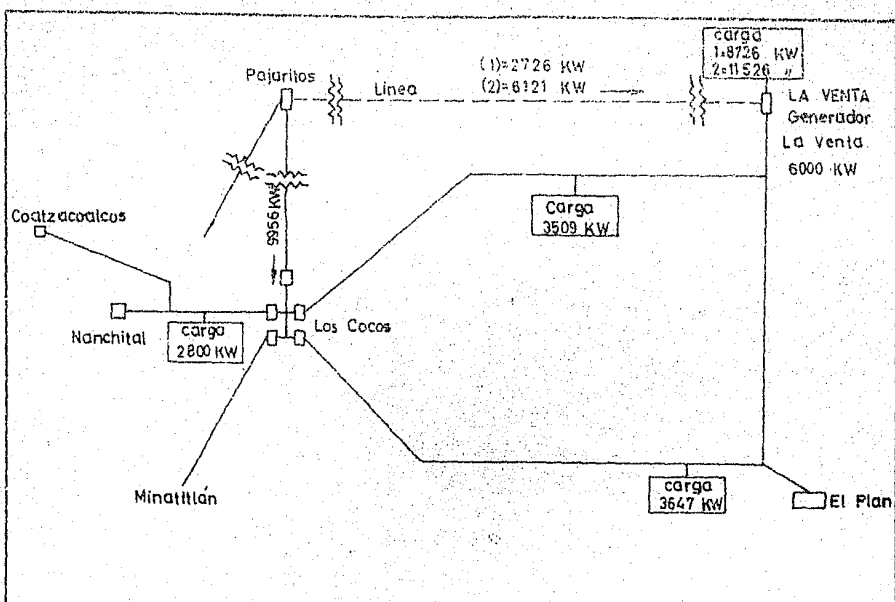 carga
1=8726 KW
2=11526 "
Pajaritos
Linea
(1)=2726 KW
(2)=6121 KW
LA VENTA
Generador
La Venta
6000 KW
9956 KW
Carga
3509 KW
Coatzacoalcos
Nanchital
carga
2800 KW
Los Cocos
Minatitlán
carga
3647 KW
El Plan